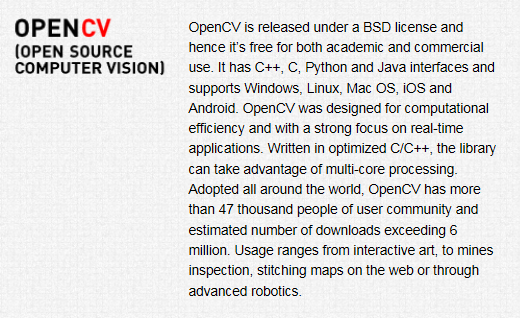 OPENCV
(OPEN SOURCE
COMPUTER VISION)
OpenCV is released under a BSD license and
hence it's free for both academic and commercial
use. It has C++, C, Python and Java interfaces and
supports Windows, Linux, Mac OS, iOS and
Android. OpenCV was designed for computational
efficiency and with a strong focus on real-time
applications. Written in optimized C/C++, the library
can take advantage of multi-core processing.
Adopted all around the world, OpenCV has more
than 47 thousand people of user community and
estimated number of downloads exceeding 6
million. Usage ranges from interactive art, to mines
inspection, stitching maps on the web or through
advanced robotics.